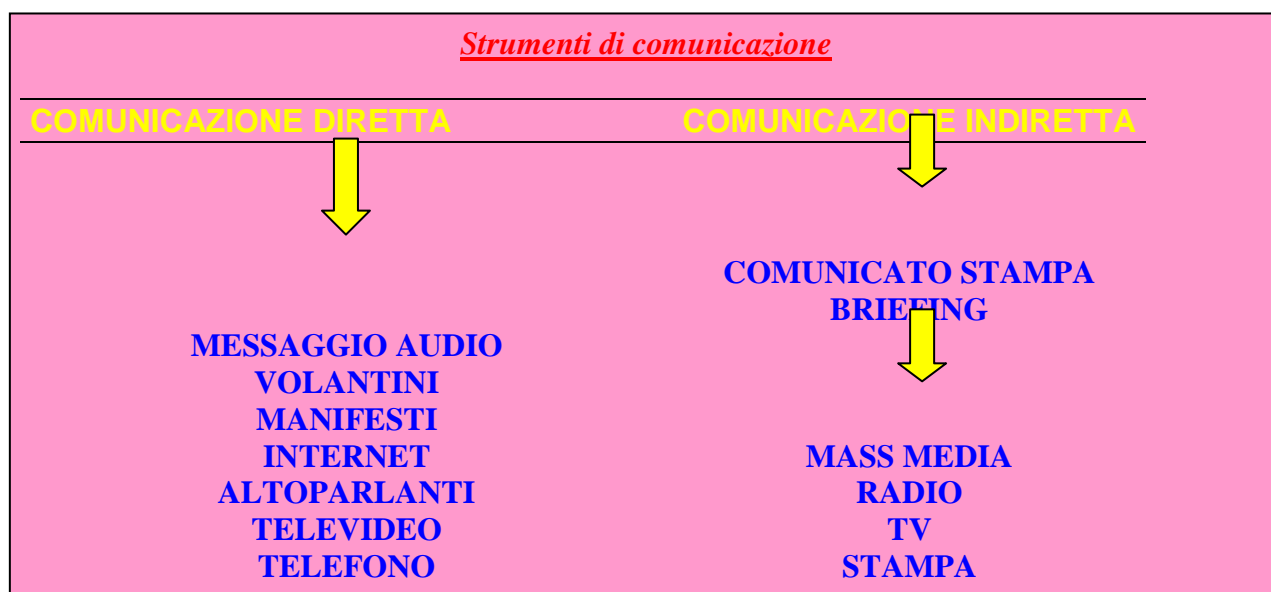 Strumenti di comunicazione
COMUNICAZIONE DIRETTA
COMUNICAZIONE INDIRETTA
MESSAGGIO AUDIO
VOLANTINI
MANIFESTI
INTERNET
ALTOPARLANTI
TELEVIDEO
TELEFONO
COMUNICATO STAMPA
BRIEFING
MASS MEDIA
RADIO
TV
STAMPA